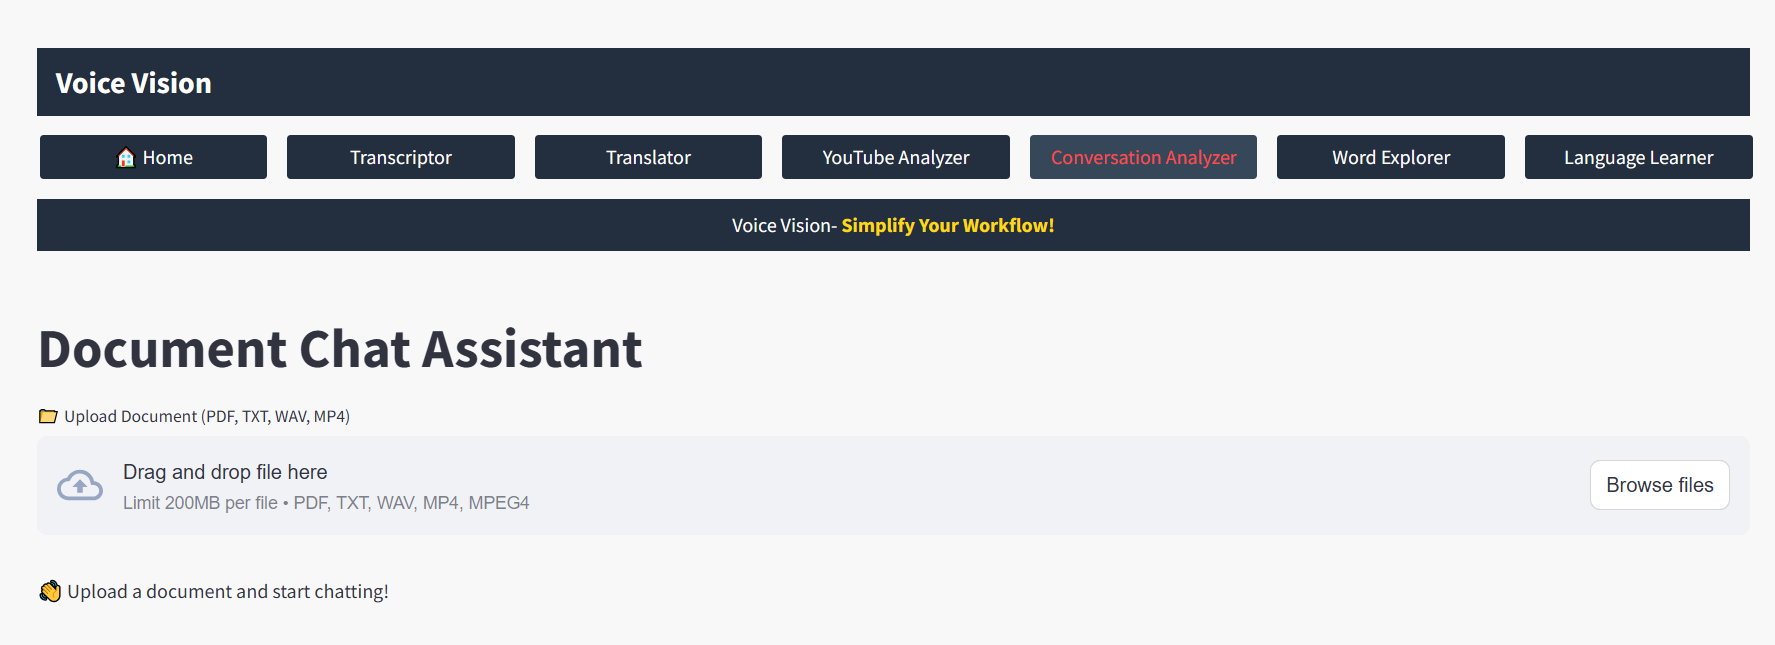 Voice Vision
🏠 Home
Transcriptor
Translator
YouTube Analyzer
Conversation Analyzer
Word Explorer
Language Learner
Voice Vision- Simplify Your Workflow!
Document Chat Assistant
📂 Upload Document (PDF, TXT, WAV, MP4)
Drag and drop file here
Limit 200MB per file • PDF, TXT, WAV, MP4, MPEG4
Browse files
👋 Upload a document and start chatting!